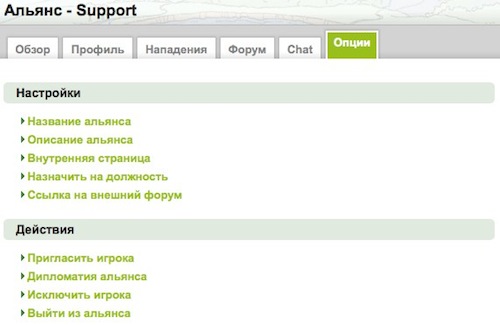 Альянс - Support
Обзор Профиль Нападения Форум Chat Опции
Настройки
Название альянса
Описание альянса
Внутренняя страница
Назначить на должность
Ссылка на внешний форум
Действия
Пригласить игрока
Дипломатия альянса
Исключить игрока
Выйти из альянса